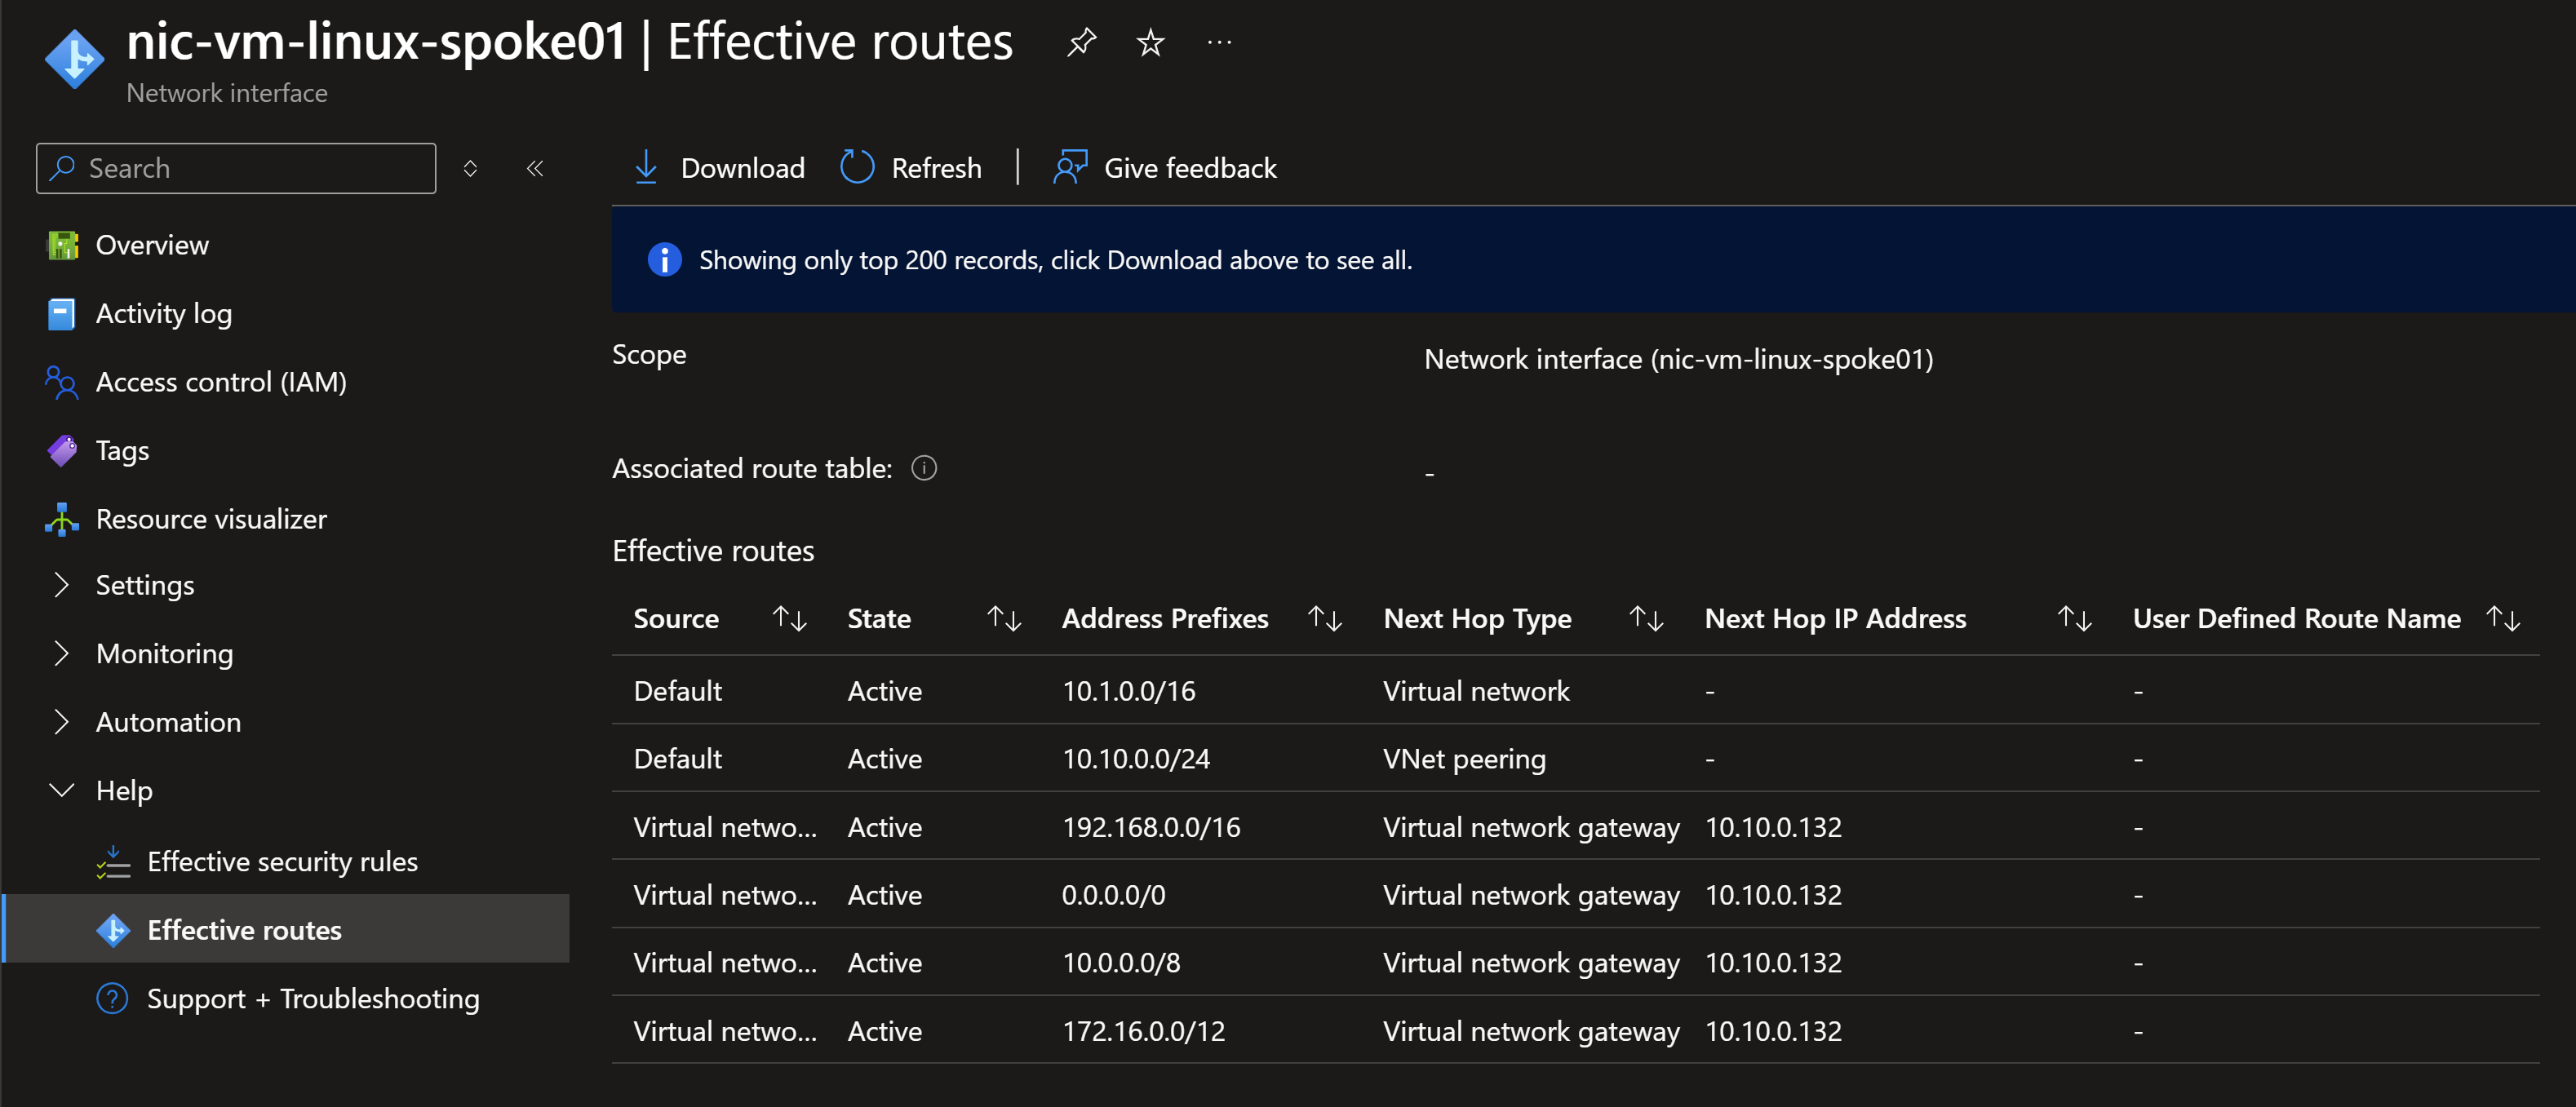 nic-vm-linux-spoke01 | Effective routes
Network interface
Search
Download Refresh | Give feedback
Overview
Activity log
Access control (IAM)
Tags
Resource visualizer
Settings
Monitoring
Automation
Help
Effective security rules
Effective routes
Support + Troubleshooting
Showing only top 200 records, click Download above to see all.
Scope Network interface (nic-vm-linux-spoke01)
Associated route table: -
Effective routes
Source State Address Prefixes Next Hop Type Next Hop IP Address User Defined Route Name
Default Active 10.1.0.0/16 Virtual network - -
Default Active 10.10.0.0/24 VNet peering - -
Virtual netwo... Active 192.168.0.0/16 Virtual network gateway 10.10.0.132 -
Virtual netwo... Active 0.0.0.0/0 Virtual network gateway 10.10.0.132 -
Virtual netwo... Active 10.0.0.0/8 Virtual network gateway 10.10.0.132 -
Virtual netwo... Active 172.16.0.0/12 Virtual network gateway 10.10.0.132 -